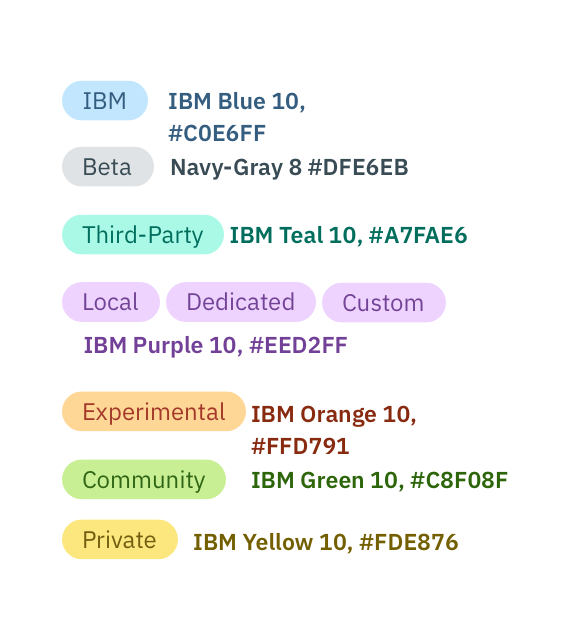 IBM IBM Blue 10,
#C0E6FF
Beta Navy-Gray 8 #DFE6EB
Third-Party IBM Teal 10, #A7FAE6
Local Dedicated Custom
IBM Purple 10, #EED2FF
Experimental IBM Orange 10,
#FFD791
Community IBM Green 10, #C8F08F
Private IBM Yellow 10, #FDE876